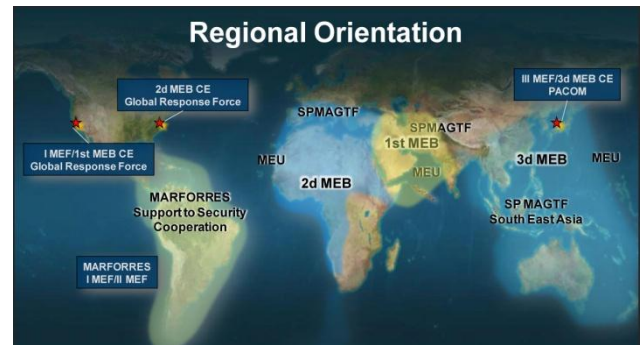 Regional Orientation
2d MEB CE
Global Response Force
III MEF/3d MEB CE
PACOM
I MEF/1st MEB CE
Global Response Force
SPMAGTF
SPMAGTF
1st MEB
MEU
MEU
2d MEB
3d MEB
MEU
MARFORRES
Support to Security
Cooperation
SP MAGTF
South East Asia
MARFORRES
I MEF/II MEF